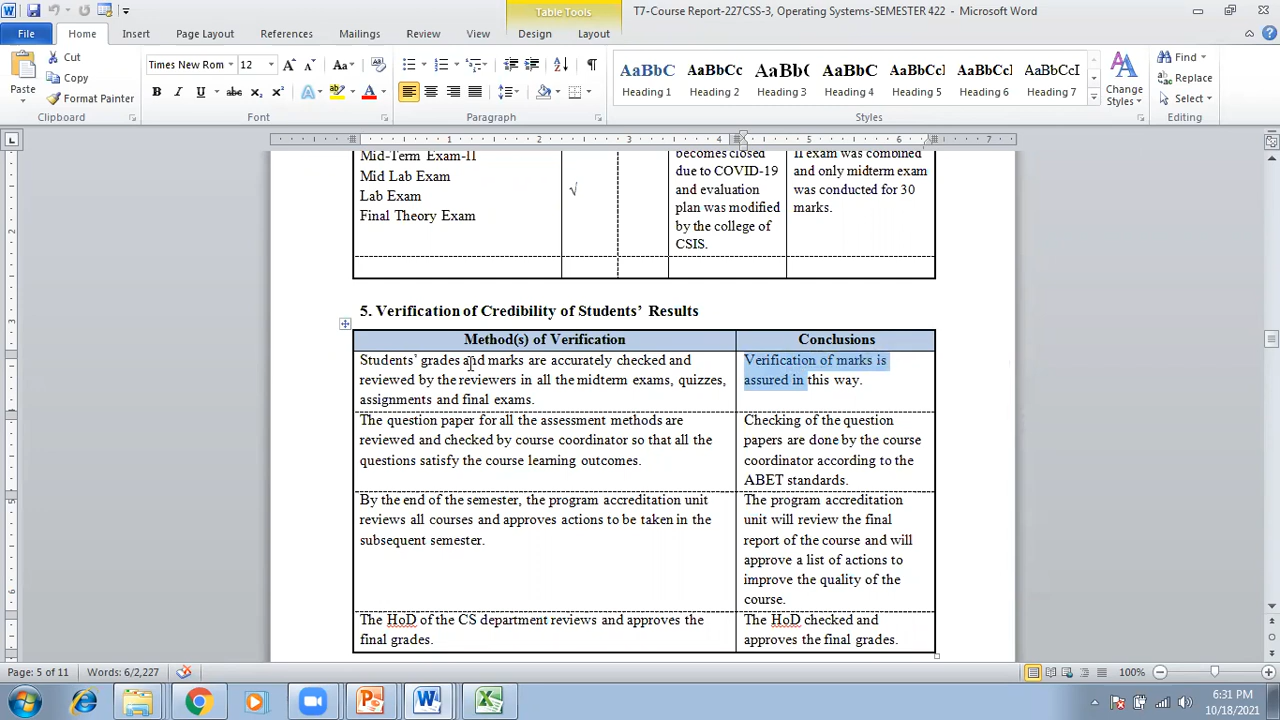 Table Tools
T7-Course Report-227CSS-3, Operating Systems-SEMESTER 422 - Microsoft Word
File
Home
Insert
Page Layout
References
Mailings
Review
View
Design
Layout
Paste
Cut
Copy
Format Painter
Clipboard
Times New Rom
12
Font
Paragraph
AaBbC
Heading 1
AaBbCc
Heading 2
AaBb(
Heading 3
AaBbCc
Heading 4
AaBbCcI
Heading 5
AaBbCcI
Heading 6
AaBbCcI
Heading 7
Styles
Change
Styles
Find
Replace
Select
Editing
Mid-Term Exam-II
Mid Lab Exam
Lab Exam
Final Theory Exam
√
becomes closed
due to COVID-19
and evaluation
plan was modified
by the college of
CSIS.
II exam was combined
and only midterm exam
was conducted for 30
marks.
5. Verification of Credibility of Students' Results
Method(s) of Verification
Conclusions
Students' grades and marks are accurately checked and
reviewed by the reviewers in all the midterm exams, quizzes,
assignments and final exams.
Verification of marks is
assured in this way.
The question paper for all the assessment methods are
reviewed and checked by course coordinator so that all the
questions satisfy the course learning outcomes.
Checking of the question
papers are done by the course
coordinator according to the
ABET standards.
By the end of the semester, the program accreditation unit
reviews all courses and approves actions to be taken in the
subsequent semester.
The program accreditation
unit will review the final
report of the course and will
approve a list of actions to
improve the quality of the
course.
The HoD of the CS department reviews and approves the
final grades.
The HoD checked and
approves the final grades.
Page: 5 of 11
Words: 6/2,227
100%
6:31 PM
10/18/2021